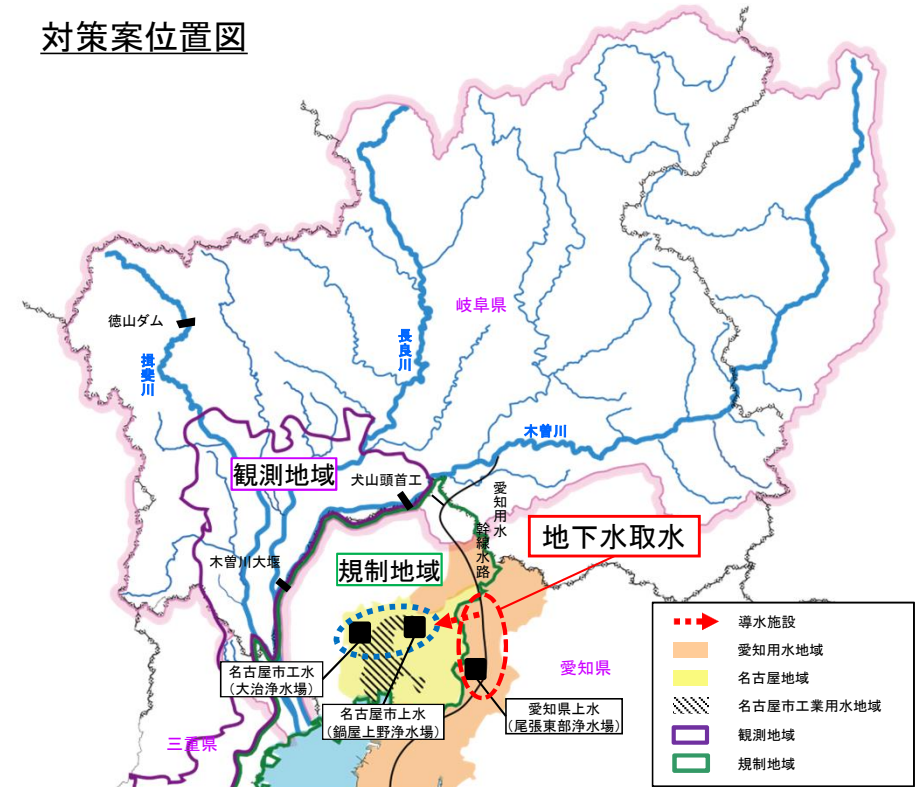 対策案位置図
岐阜県
徳山ダム
揖斐川
長良川
木曽川
観測地域
犬山頭首工
愛知用水
幹線水路
地下水取水
木曽川大堰
規制地域
名古屋市工水
（大治浄水場）
名古屋市上水
（鍋屋上野浄水場）
愛知県上水
（尾張東部浄水場）
愛知県
三重県
導水施設
愛知用水地域
名古屋地域
名古屋市工業用水地域
観測地域
規制地域